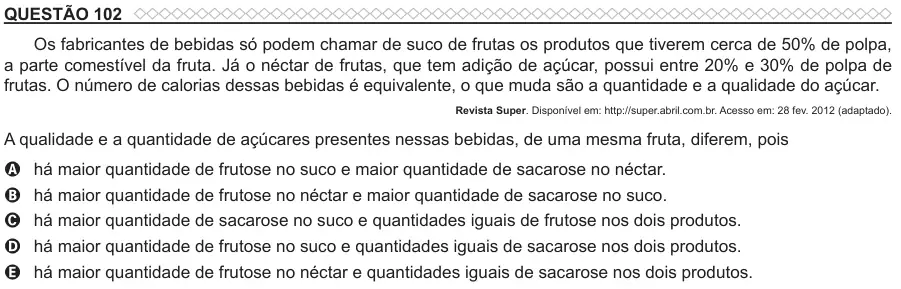 QUESTÃO 102
Os fabricantes de bebidas só podem chamar de suco de frutas os produtos que tiverem cerca de 50% de polpa,
a parte comestível da fruta. Já o néctar de frutas, que tem adição de açúcar, possui entre 20% e 30% de polpa de
frutas. O número de calorias dessas bebidas é equivalente, o que muda são a quantidade e a qualidade do açúcar.
Revista Super. Disponível em: http://super.abril.com.br. Acesso em: 28 fev. 2012 (adaptado).
A qualidade e a quantidade de açúcares presentes nessas bebidas, de uma mesma fruta, diferem, pois
A há maior quantidade de frutose no suco e maior quantidade de sacarose no néctar.
B há maior quantidade de frutose no néctar e maior quantidade de sacarose no suco.
C há maior quantidade de sacarose no suco e quantidades iguais de frutose nos dois produtos.
D há maior quantidade de frutose no suco e quantidades iguais de sacarose nos dois produtos.
E há maior quantidade de frutose no néctar e quantidades iguais de sacarose nos dois produtos.